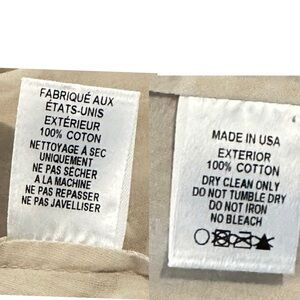 FABRIQUÉ AUX
ÉTATS-UNIS
EXTÉRIEUR
100% COTON
NETTOYAGE À SEC
UNIQUEMENT
NE PAS SÉCHER
A LA MACHINE
NE PAS REPASSER
NE PAS JAVELLISER
MADE IN USA
EXTERIOR
100% COTTON
DRY CLEAN ONLY
DO NOT TUMBLE DRY
DO NOT IRON
NO BLEACH